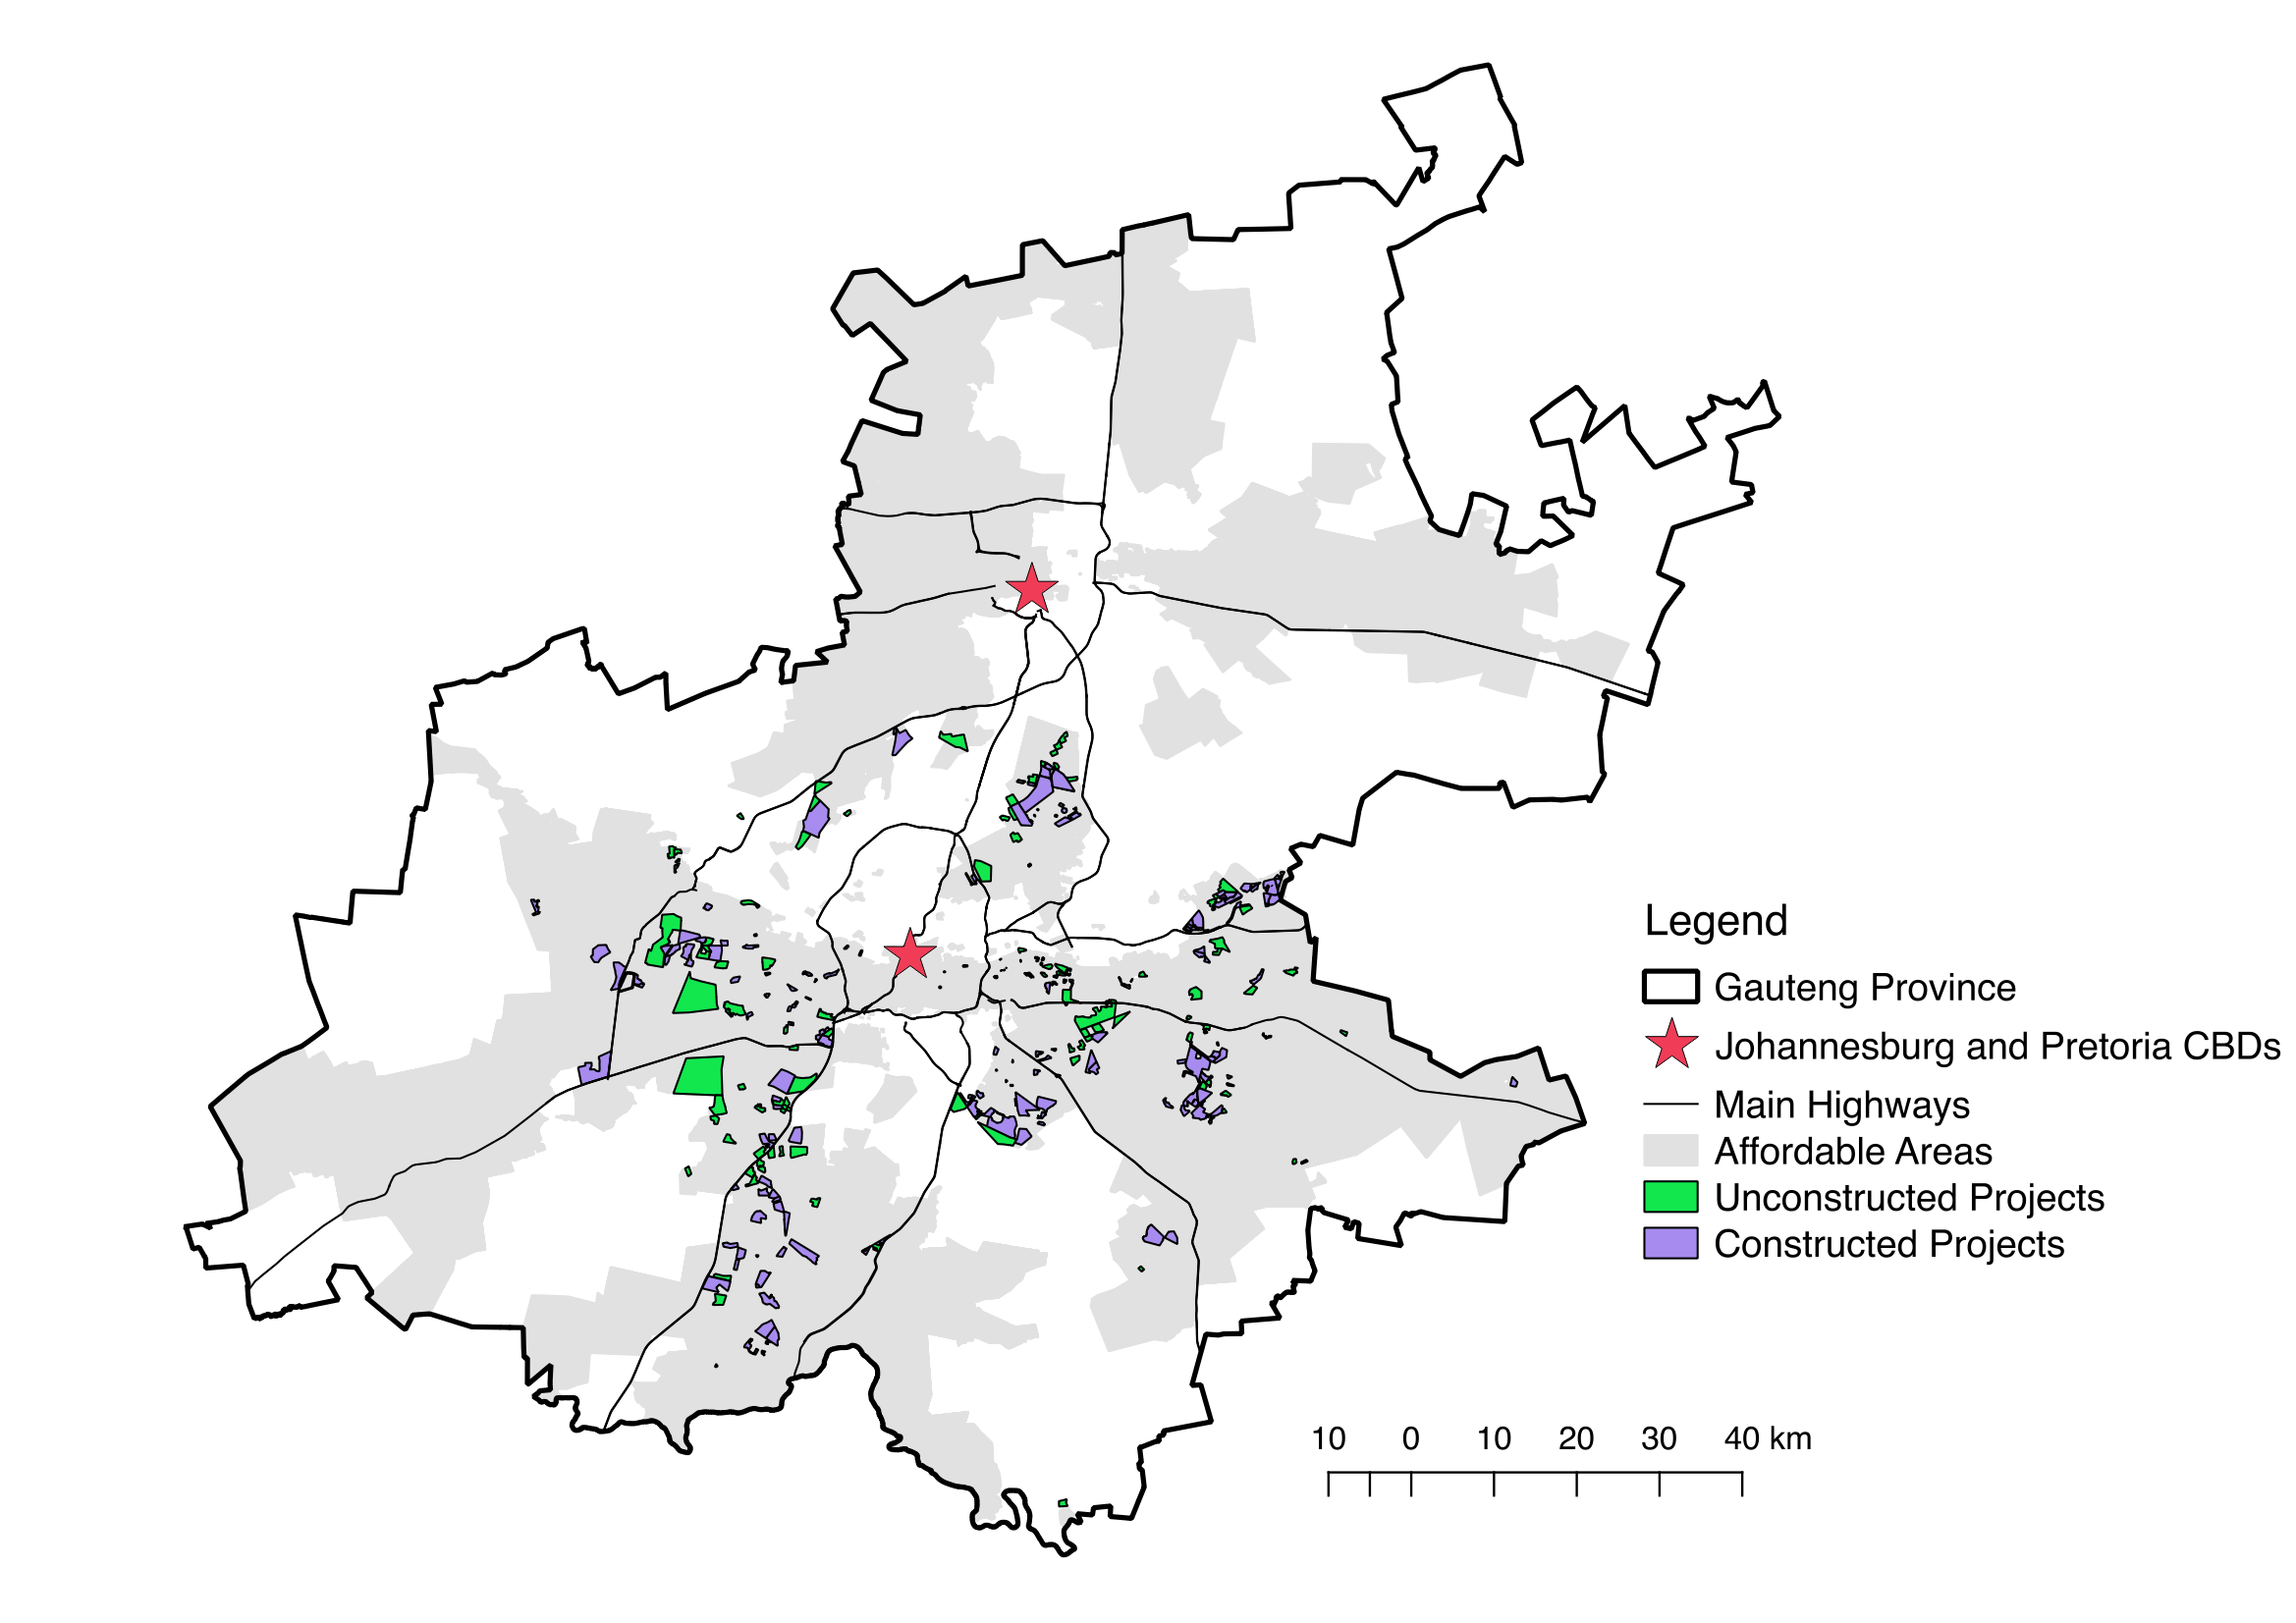 Legend
Gauteng Province
Johannesburg and Pretoria CBDs
Main Highways
Affordable Areas
Unconstructed Projects
Constructed Projects
10 0 10 20 30 40 km